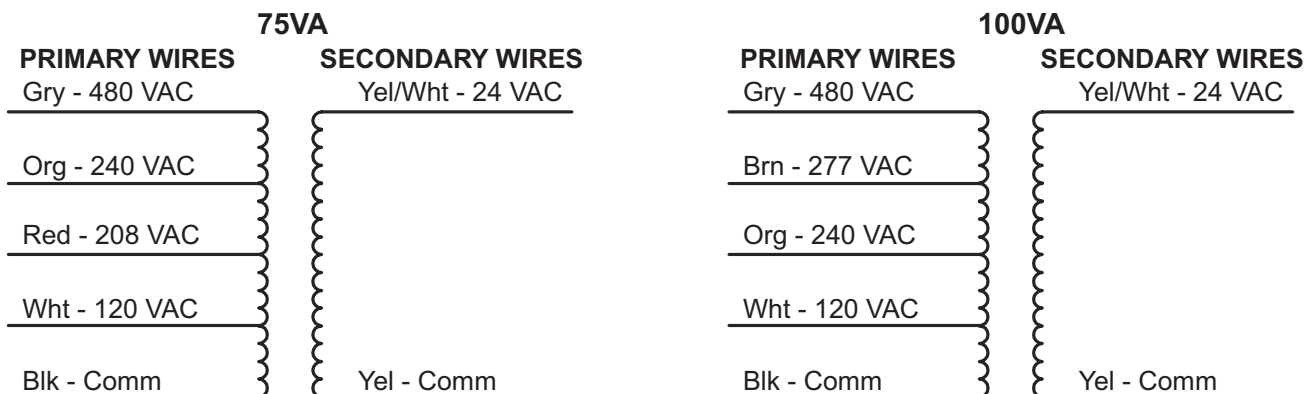 75VA
PRIMARY WIRES SECONDARY WIRES
Gry - 480 VAC Yel/Wht - 24 VAC
Org - 240 VAC
Red - 208 VAC
Wht - 120 VAC
Blk - Comm Yel - Comm
100VA
PRIMARY WIRES SECONDARY WIRES
Gry - 480 VAC Yel/Wht - 24 VAC
Brn - 277 VAC
Org - 240 VAC
Wht - 120 VAC
Blk - Comm Yel - Comm